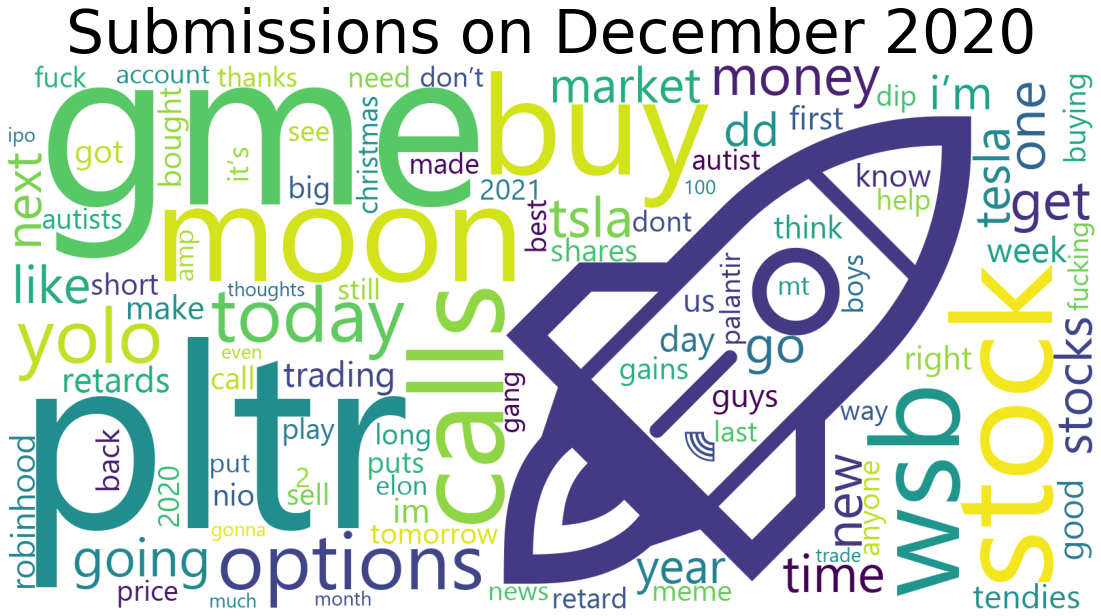 Submissions on December 2020
fuck
account
thanks
need
don't
market
money
dip
i'm
buying
ipo
gme
buy
got
bought
it's
see
big
christmas
made
2021
100
autist
dd
first
one
tesla
know
help
get
next
autists
amp
moon
best
tsla
dont
shares
think
week
fucking
like
short
make
thoughts
still
today
calls
us
palantir
mt
boys
stock
yolo
retards
even
call
trading
gang
day
gains
go
right
stocks
pltr
robinhood
back
2020
put
nio
play
2
sell
long
puts
elon
im
gonna
tomorrow
guys
last
way
wsb
new
anyone
good
going
options
price
much
month
news
retard
year
meme
time
trade
tendies